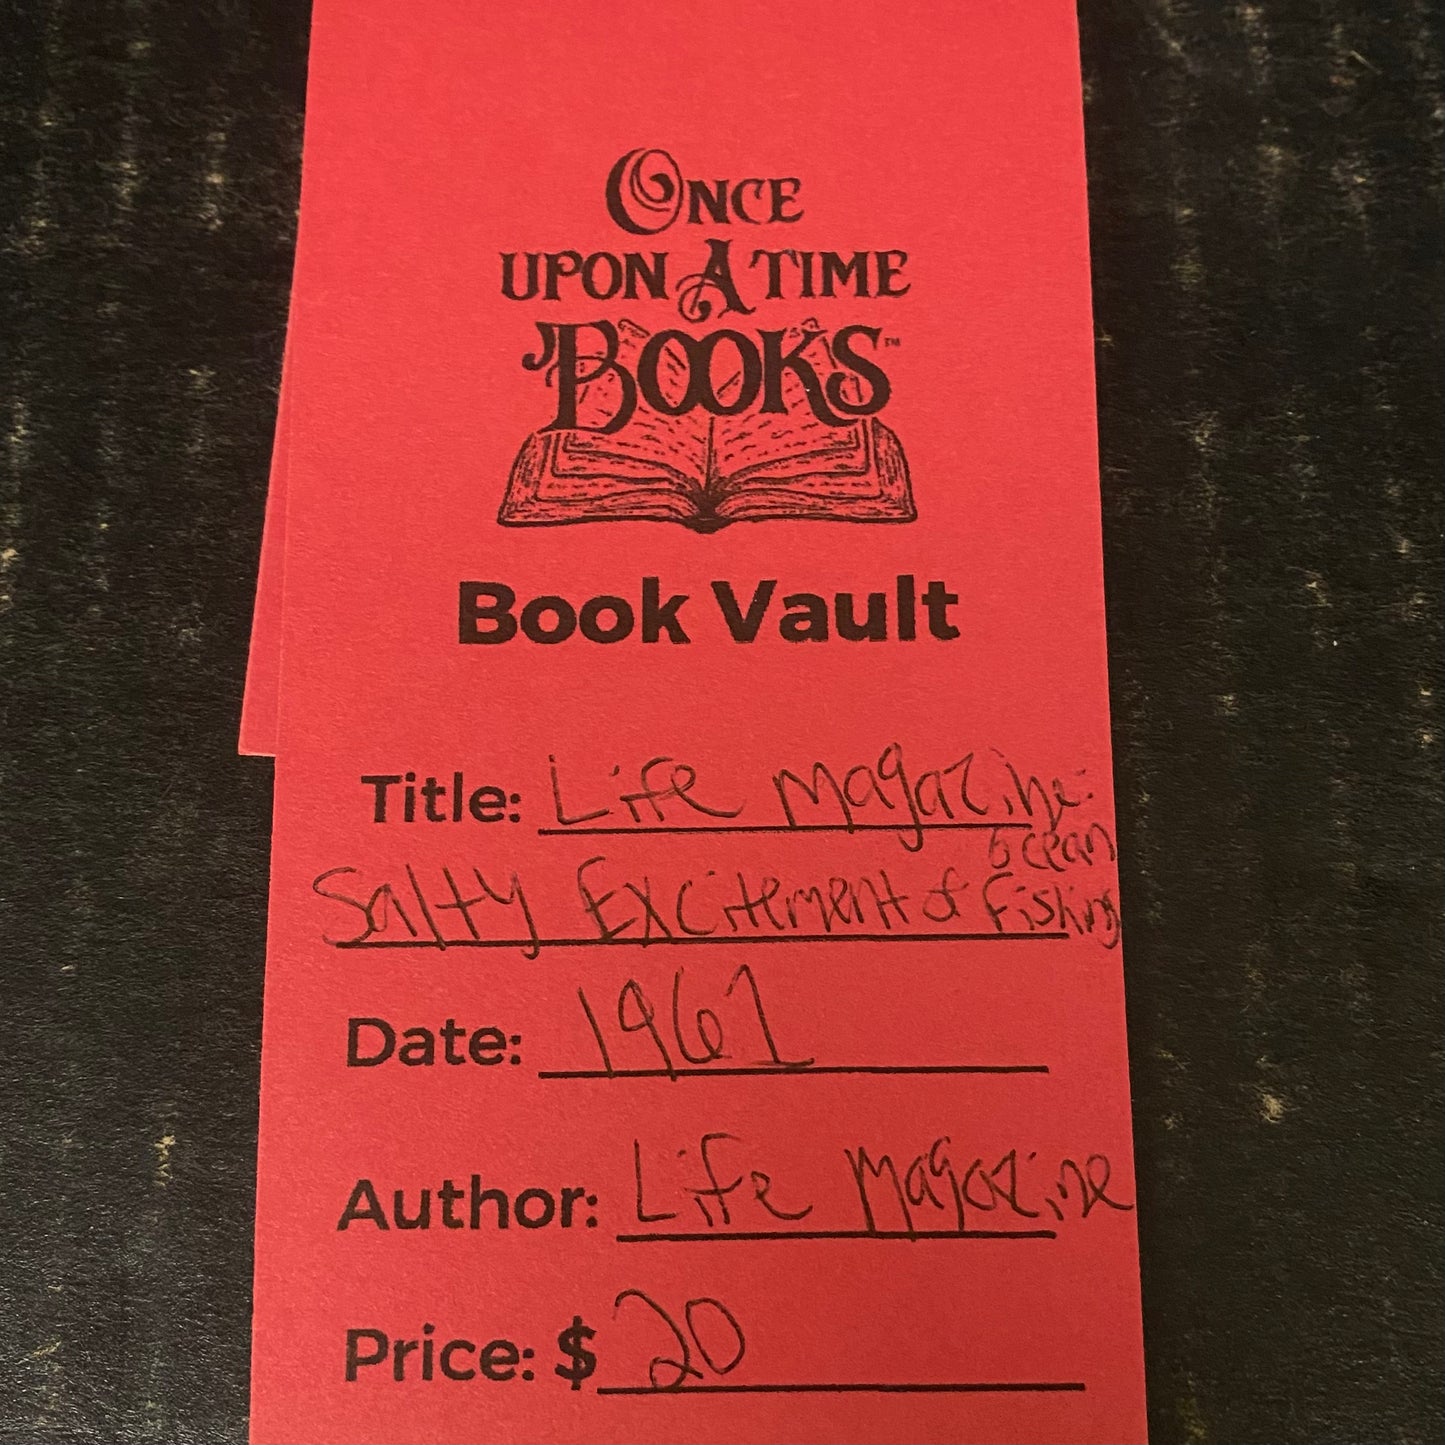 Once
upon A time
Books™
Book Vault
Title: Life Magazine:
Salty Excitement of Ocean Fishing
Date: 1961
Author: Life Magazine
Price: $20